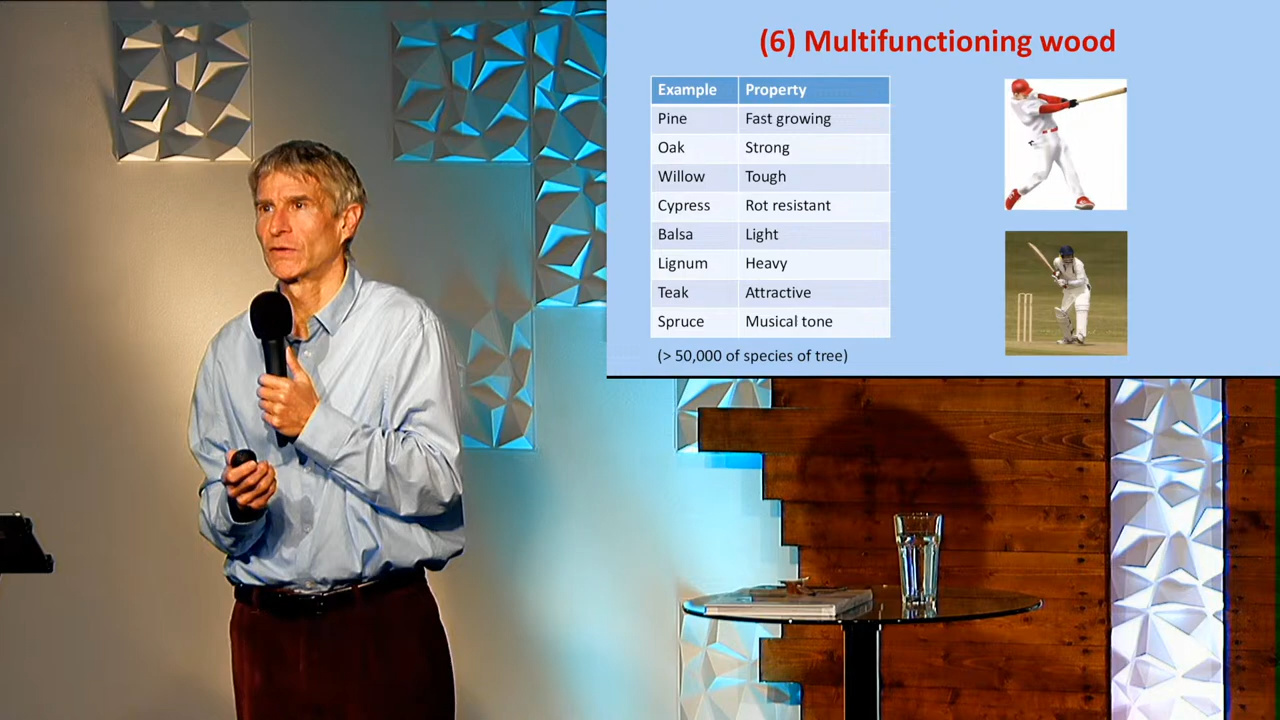 (6) Multifunctioning wood
Example Property
Pine Fast growing
Oak Strong
Willow Tough
Cypress Rot resistant
Balsa Light
Lignum Heavy
Teak Attractive
Spruce Musical tone
(> 50,000 of species of tree)